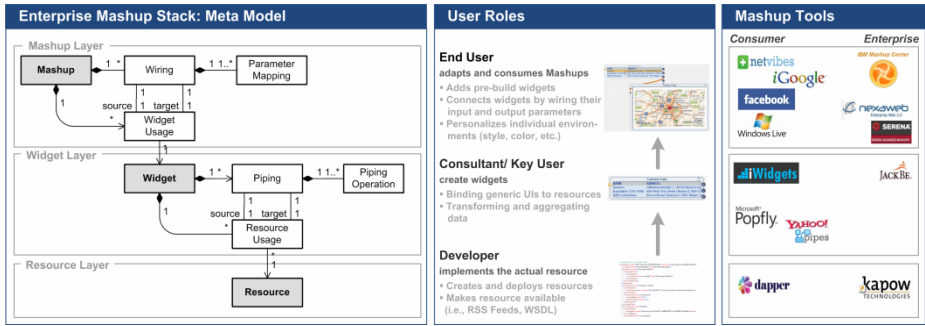 Enterprise Mashup Stack: Meta Model
Mashup Layer
Mashup
1 *
Wiring
1 1..*
Parameter
Mapping
1
1 1
source target
1 1
*
Widget
Usage
*
1
Widget Layer
Widget
1 *
Piping
1 1..*
Piping
Operation
1
1 1
source target
1 1
*
Resource
Usage
*
1
Resource Layer
Resource
User Roles
End User
adapts and consumes Mashups
• Adds pre-build widgets
• Connects widgets by wiring their
input and output parameters
• Personalizes individual environ-
ments (style, color, etc.)
Consultant/ Key User
create widgets
• Binding generic UIs to resources
• Transforming and aggregating
data
Developer
implements the actual resource
• Creates and deploys resources
• Makes resource available
(i.e., RSS Feeds, WSDL)
Mashup Tools
Consumer
Enterprise
netvibes
iGoogle
facebook
Windows Live
IBM Mashup Center
nexaweb
Enterprise Web 2.0
SERENA
iWidgets
JACKBE
Microsoft
Popfly
YAHOO!
pipes
dapper
kapow
TECHNOLOGIES